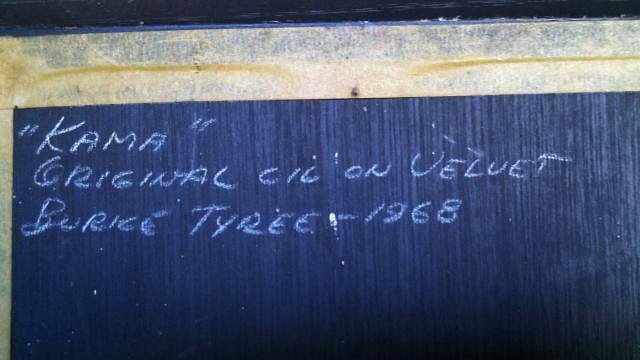 "KAMA"
ORIGINAL OIL ON VELVET
BURKE TYREE - 1968